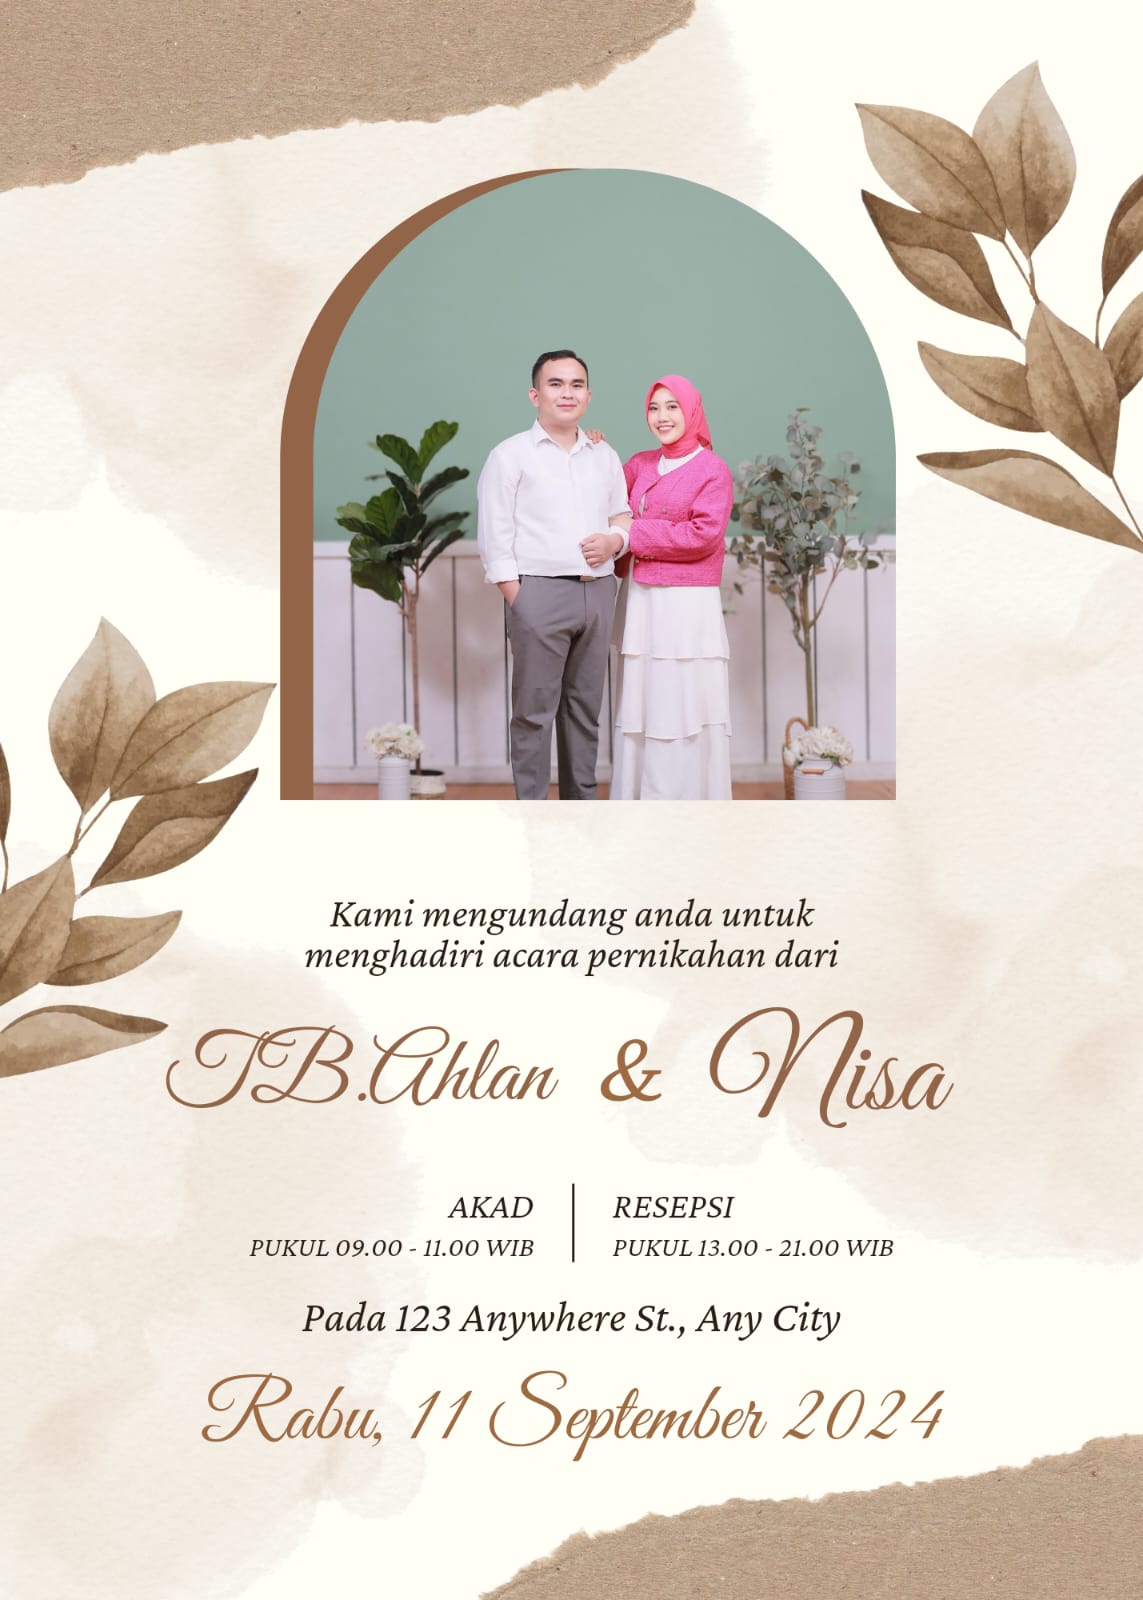 Kami mengundang anda untuk
menghadiri acara pernikahan dari
TB.Ahlan & Nisa
AKAD
PUKUL 09.00 - 11.00 WIB
RESEPSI
PUKUL 13.00 - 21.00 WIB
Pada 123 Anywhere St., Any City
Rabu, 11 September 2024